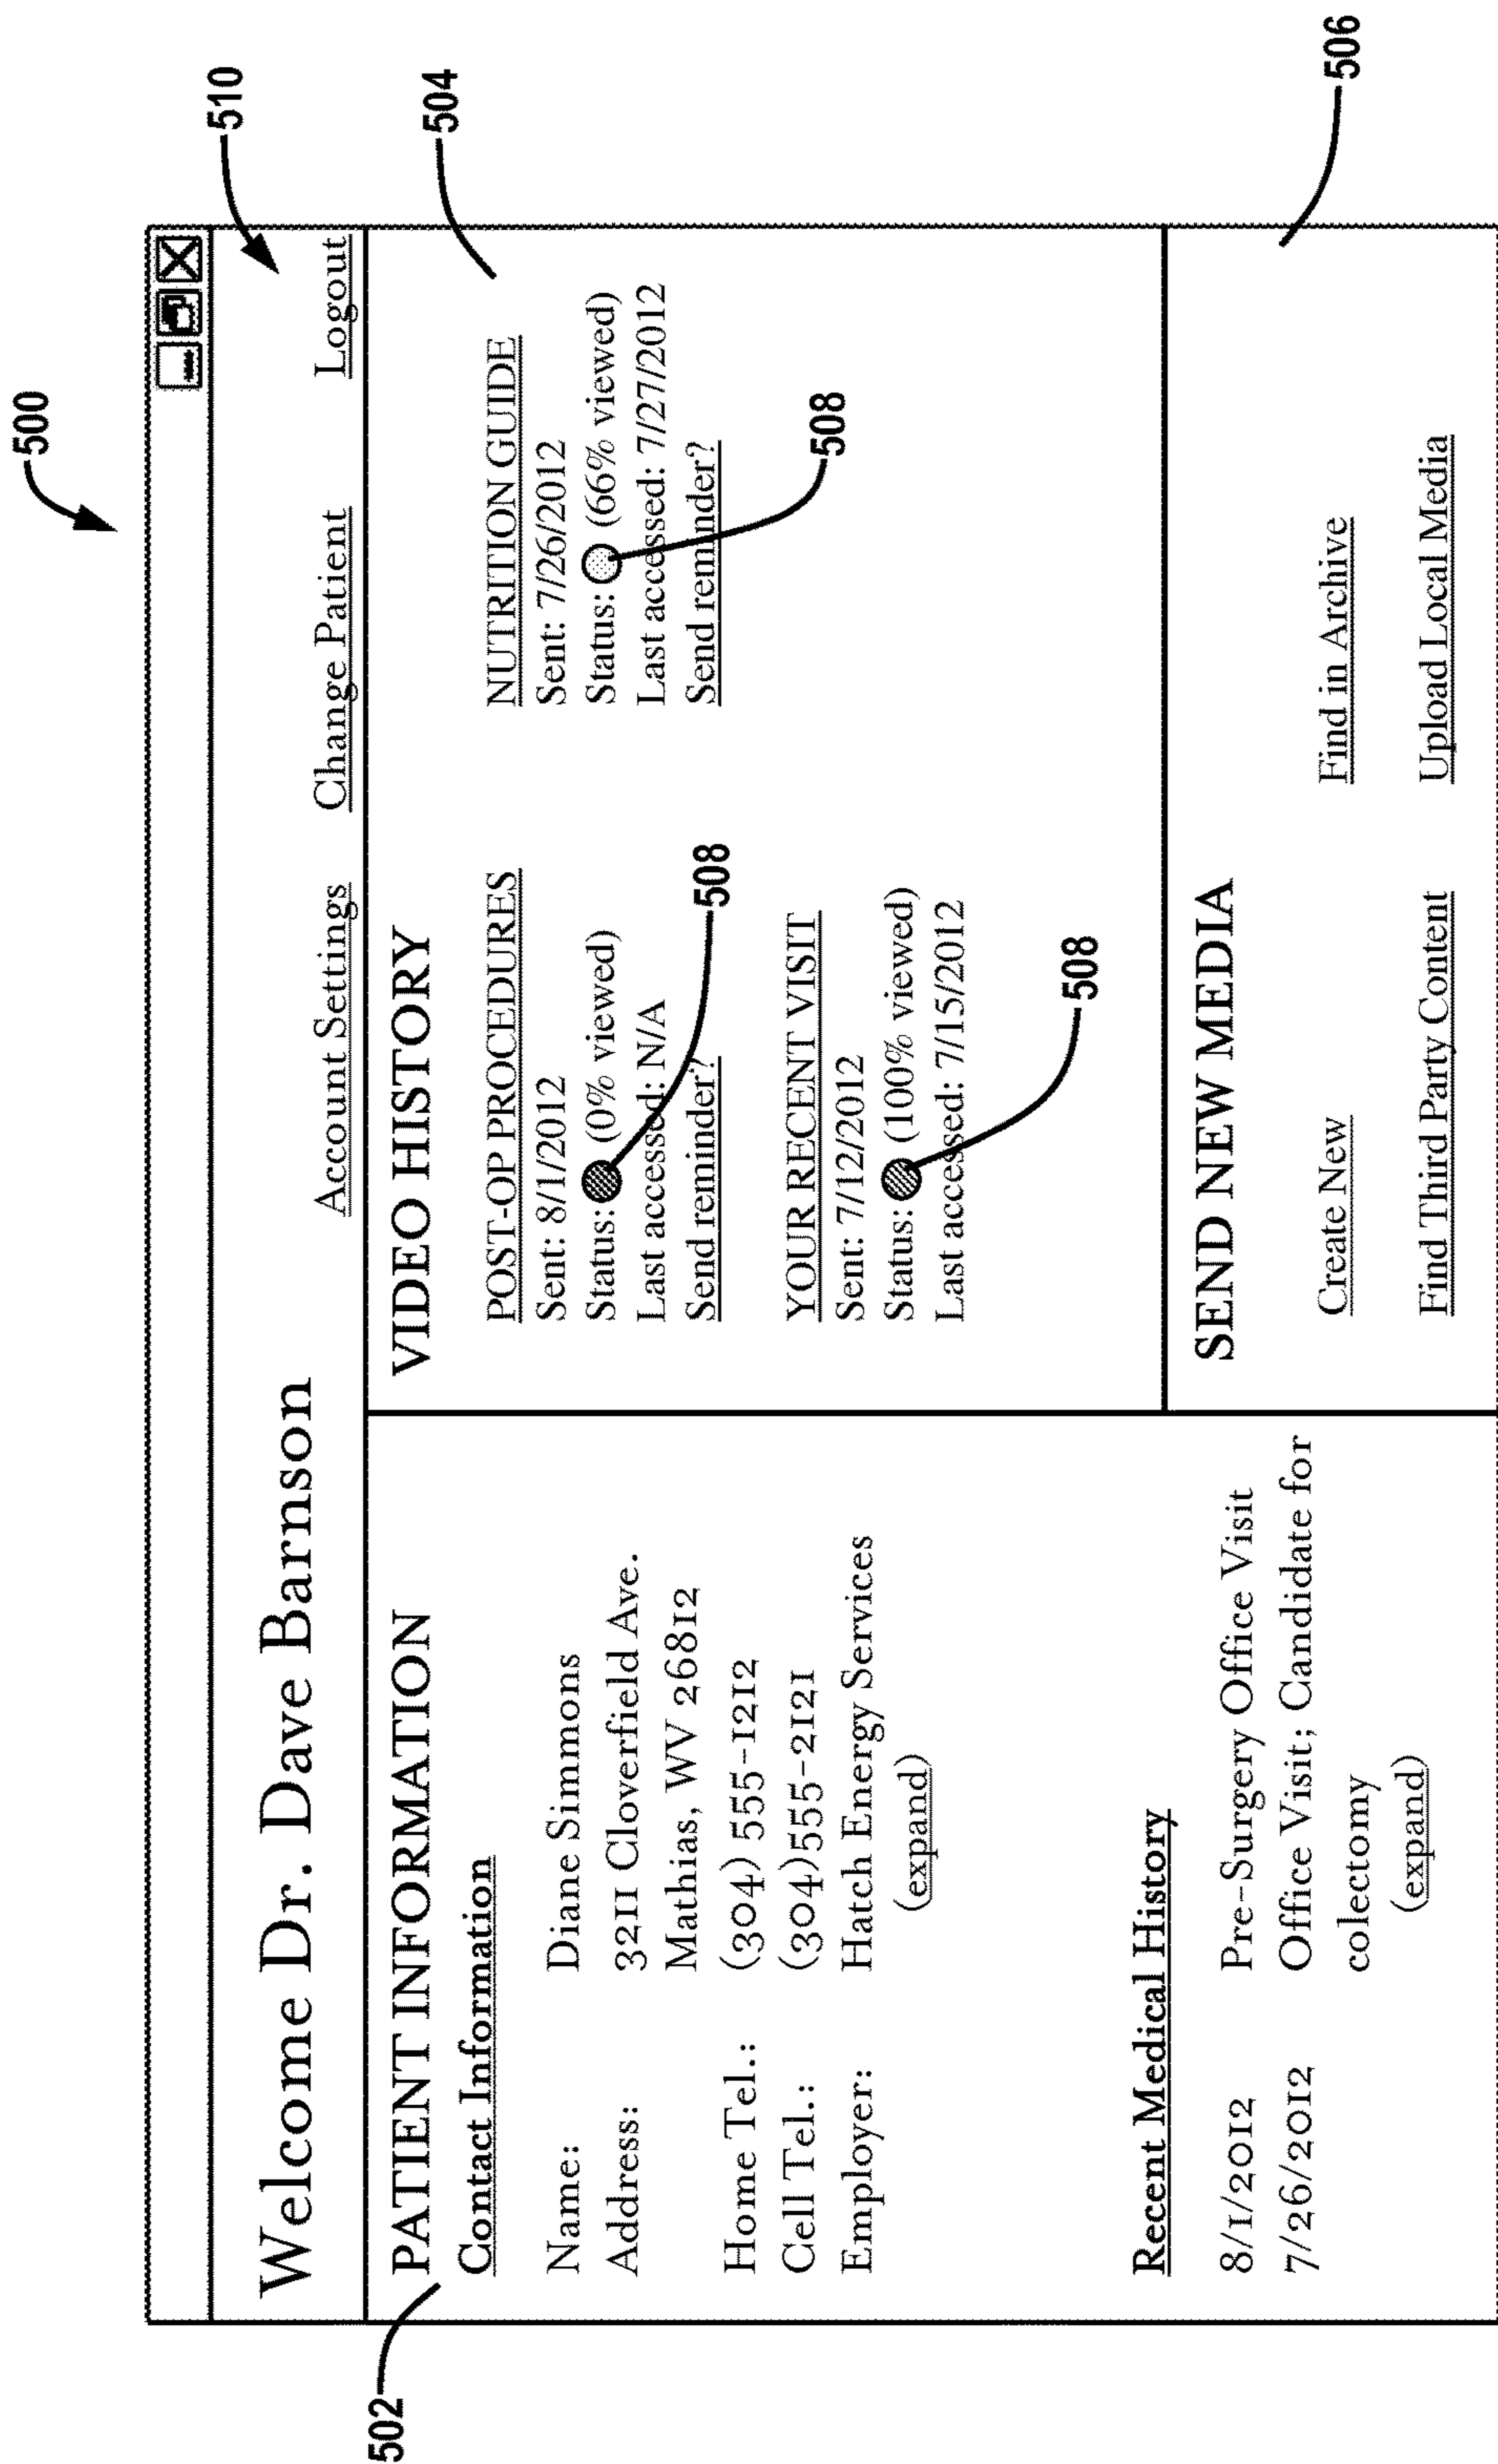 500
510
Welcome Dr. Dave Barnson
Account Settings Change Patient Logout
502
PATIENT INFORMATION
Contact Information
Name: Diane Simmons
Address: 3211 Cloverfield Ave.
Mathias, WV 26812
Home Tel.: (304) 555-1212
Cell Tel.: (304)555-2121
Employer: Hatch Energy Services
(expand)
Recent Medical History
8/1/2012 Pre-Surgery Office Visit
7/26/2012 Office Visit; Candidate for
colectomy
(expand)
504
VIDEO HISTORY
POST-OP PROCEDURES
Sent: 8/1/2012
Status: (0% viewed)
Last accessed: N/A
Send reminder?
508
NUTRITION GUIDE
Sent: 7/26/2012
Status: (66% viewed)
Last accessed: 7/27/2012
Send reminder?
508
YOUR RECENT VISIT
Sent: 7/12/2012
Status: (100% viewed)
Last accessed: 7/15/2012
508
SEND NEW MEDIA
506
Create New Find in Archive
Find Third Party Content Upload Local Media